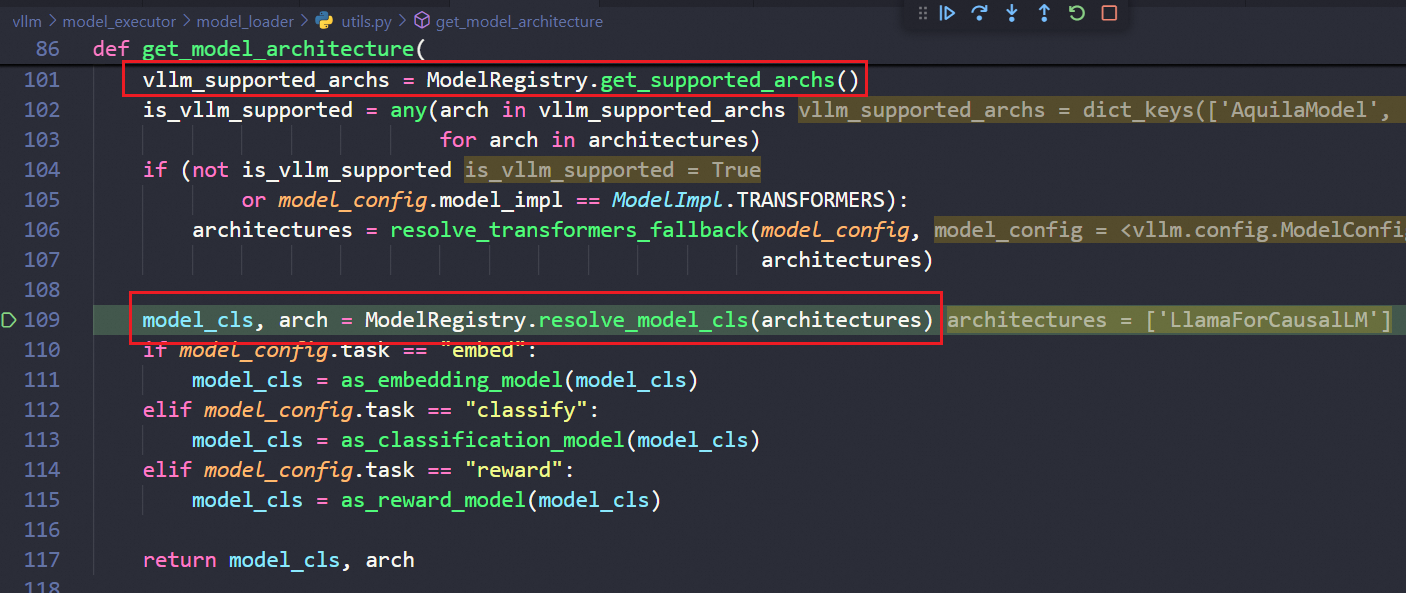 vllm > model_executor > model_loader > utils.py > get_model_architecture
86 def get_model_architecture(
101 vllm_supported_archs = ModelRegistry.get_supported_archs()
102 is_vllm_supported = any(arch in vllm_supported_archs vllm_supported_archs = dict_keys(['AquilaModel',
103 for arch in architectures)
104 if (not is_vllm_supported is_vllm_supported = True
105 or model_config.model_impl == ModelImpl.TRANSFORMERS):
106 architectures = resolve_transformers_fallback(model_config, model_config = <vllm.config.ModelConfi
107 architectures)
108
109 model_cls, arch = ModelRegistry.resolve_model_cls(architectures) architectures = ['LlamaForCausalLM']
110 if model_config.task == "embed":
111 model_cls = as_embedding_model(model_cls)
112 elif model_config.task == "classify":
113 model_cls = as_classification_model(model_cls)
114 elif model_config.task == "reward":
115 model_cls = as_reward_model(model_cls)
116
117 return model_cls, arch
118